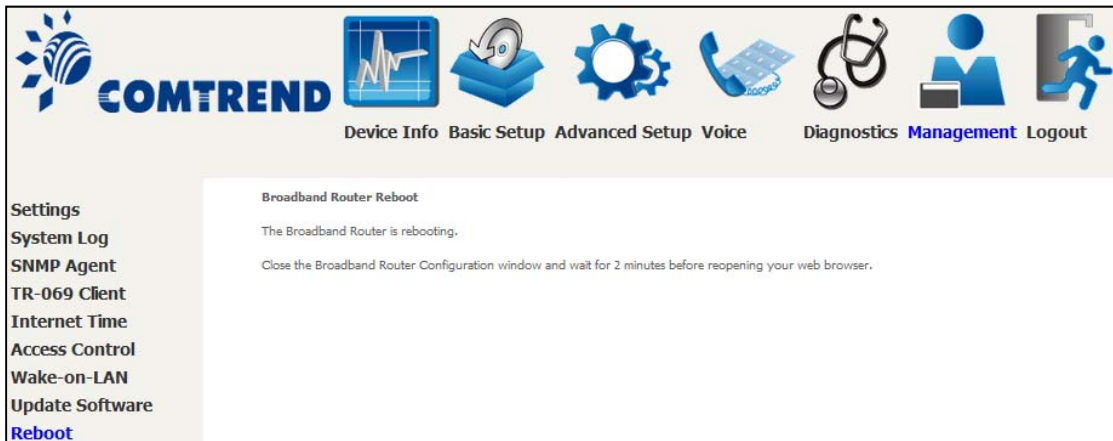 COMTREND
Device Info Basic Setup Advanced Setup Voice Diagnostics Management Logout
Settings
System Log
SNMP Agent
TR-069 Client
Internet Time
Access Control
Wake-on-LAN
Update Software
Reboot
Broadband Router Reboot
The Broadband Router is rebooting.
Close the Broadband Router Configuration window and wait for 2 minutes before reopening your web browser.